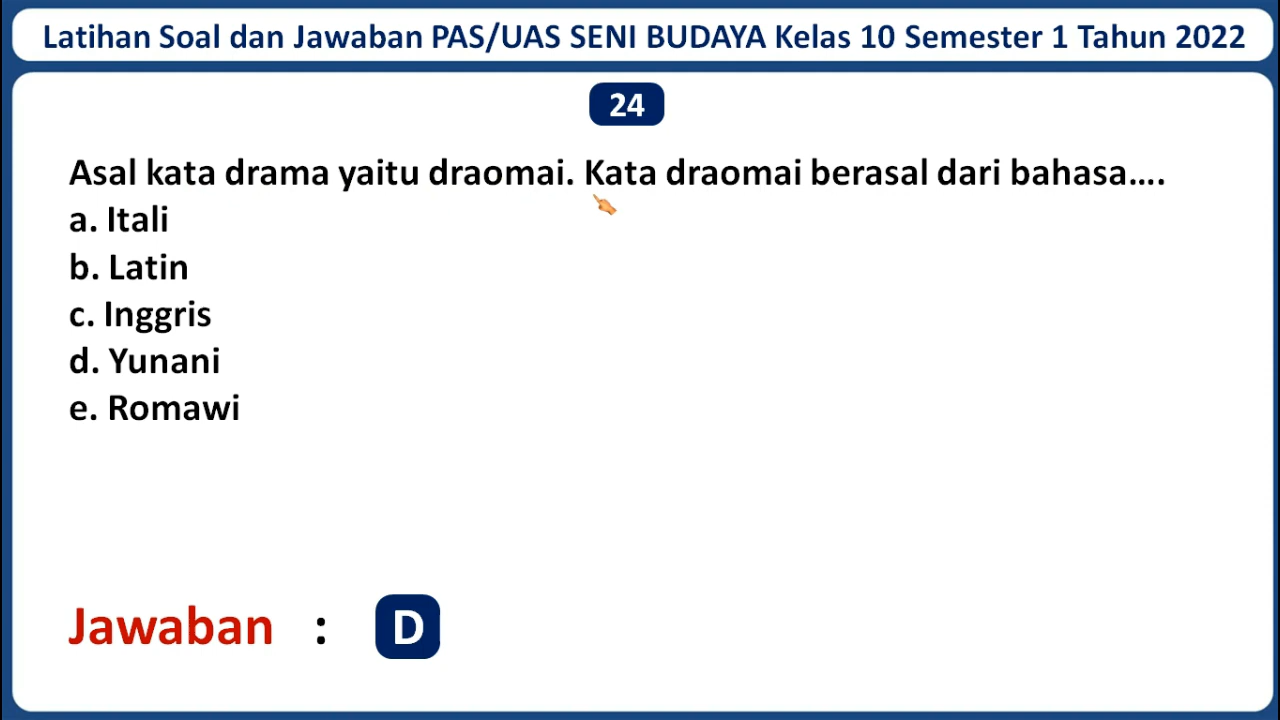 Latihan Soal dan Jawaban PAS/UAS SENI BUDAYA Kelas 10 Semester 1 Tahun 2022
24
Asal kata drama yaitu draomai. Kata draomai berasal dari bahasa....
a. Itali
b. Latin
c. Inggris
d. Yunani
e. Romawi
Jawaban : D